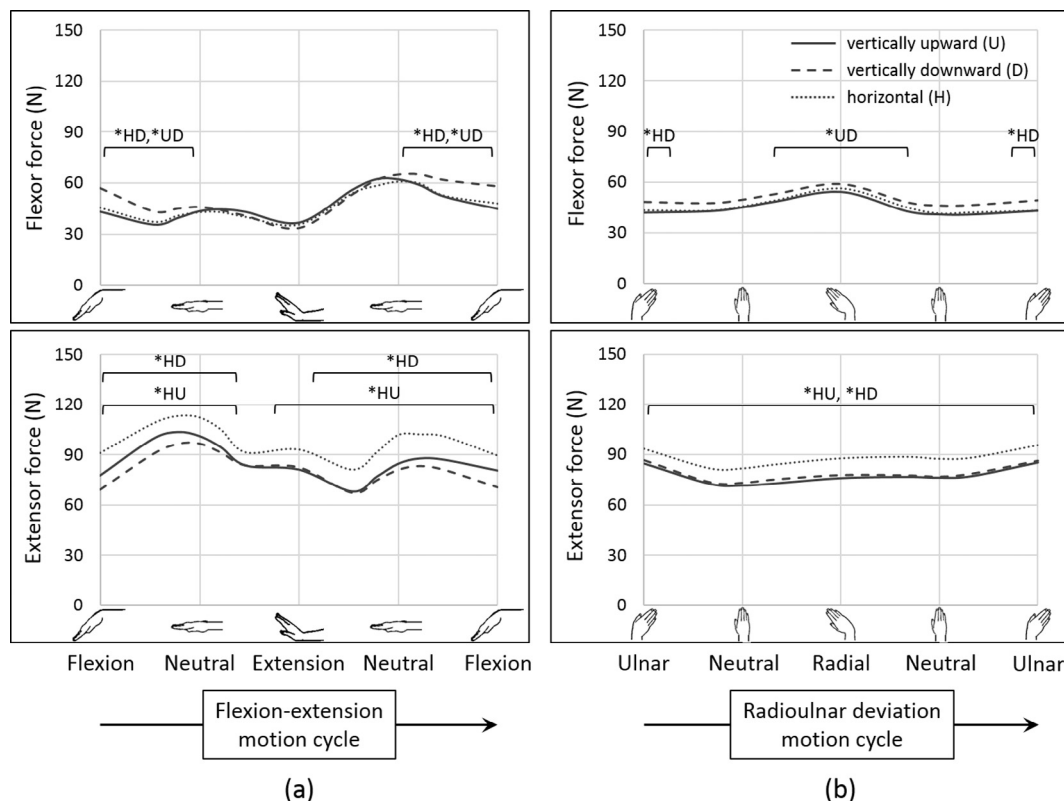 150
120
90
60
30
0
Flexor force (N)
*HD,*UD
*HD,*UD
150
120
90
60
30
0
Flexor force (N)
vertically upward (U)
vertically downward (D)
horizontal (H)
*HD
*UD
*HD
150
120
90
60
30
0
Extensor force (N)
*HD
*HU
*HD
*HU
Flexion
Neutral
Extension
Neutral
Flexion
Flexion-extension
motion cycle
(a)
150
120
90
60
30
0
Extensor force (N)
*HU, *HD
Ulnar
Neutral
Radial
Neutral
Ulnar
Radioulnar deviation
motion cycle
(b)